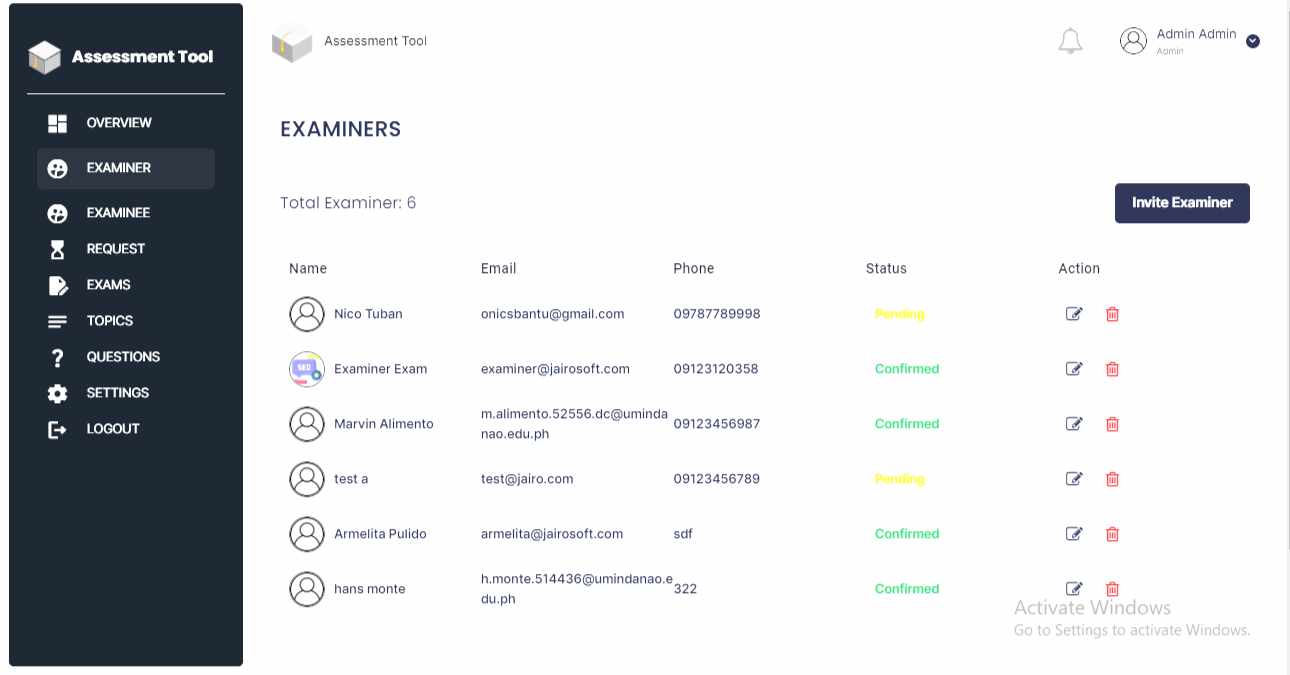 Assessment Tool
Assessment Tool
Admin Admin
Admin
OVERVIEW
EXAMINER
EXAMINEE
REQUEST
EXAMS
TOPICS
QUESTIONS
SETTINGS
LOGOUT
EXAMINERS
Total Examiner: 6
Invite Examiner
Name Email Phone Status Action
Nico Tuban onicsbantu@gmail.com 09787789998 Pending
SEO
Examiner Exam examiner@jairosoft.com 09123120358 Confirmed
Marvin Alimento m.alimento.52556.dc@uminda
nao.edu.ph 09123456987 Confirmed
test a test@jairo.com 09123456789 Pending
Armelita Pulido armelita@jairosoft.com sdf Confirmed
hans monte h.monte.514436@umindanao.e
du.ph 322 Confirmed
Activate Windows
Go to Settings to activate Windows.